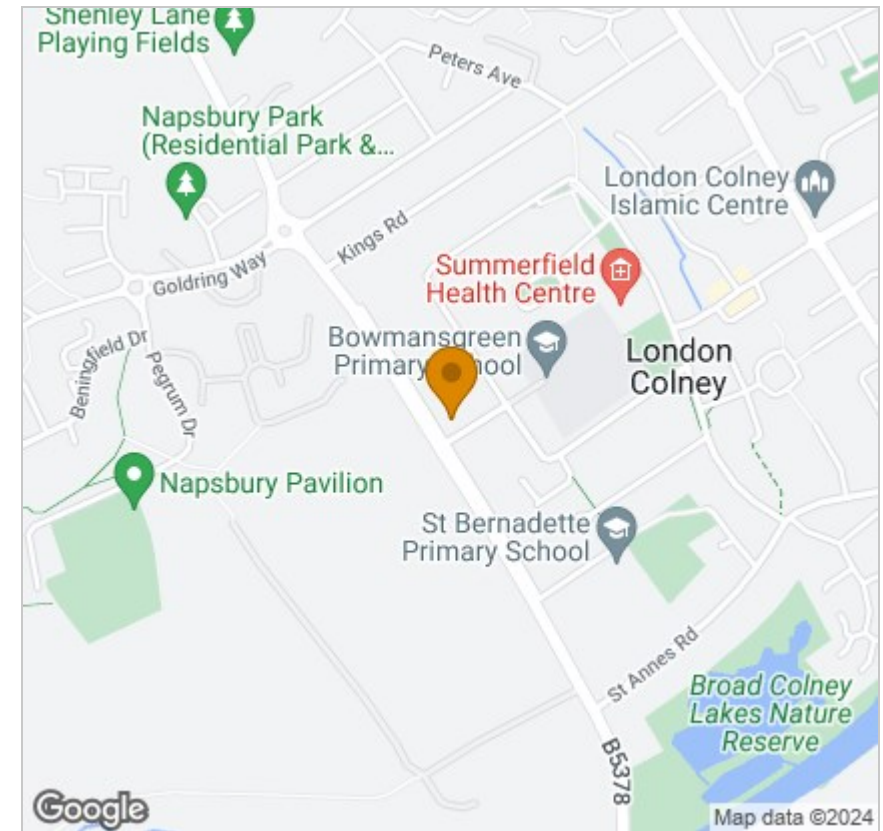 Shenley Lane
Playing Fields
Peters Ave
Napsbury Park
(Residential Park &...
London Colney
Islamic Centre
Kings Rd
Summerfield
Health Centre
Goldring Way
Bowmansgreen
Primary School
London
Colney
Beningfield Dr
Pegrum Dr
Napsbury Pavilion
St Bernadette
Primary School
St Annes Rd
Broad Colney
Lakes Nature
Reserve
B5378
Google
Map data ©2024